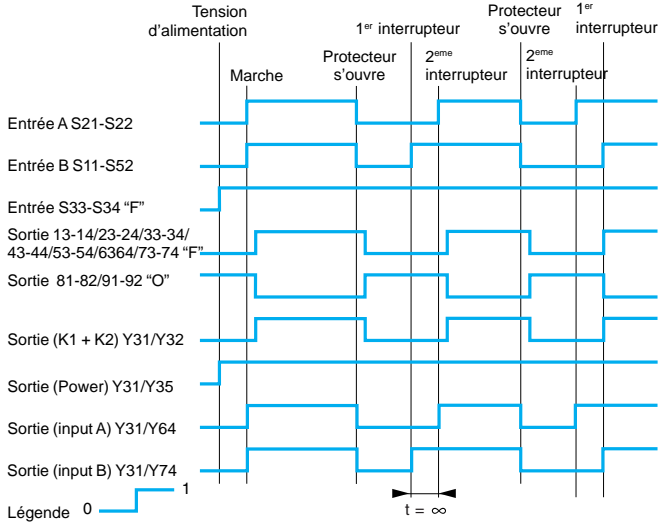 Tension
d'alimentation
Marche
Protecteur
s'ouvre
1er interrupteur
2eme
interrupteur
Protecteur
s'ouvre
2eme
interrupteur
1er
interrupteur
Entrée A S21-S22
Entrée B S11-S52
Entrée S33-S34 “F”
Sortie 13-14/23-24/33-34/
43-44/53-54/6364/73-74 “F”
Sortie 81-82/91-92 “O”
Sortie (K1 + K2) Y31/Y32
Sortie (Power) Y31/Y35
Sortie (input A) Y31/Y64
Sortie (input B) Y31/Y74
Légende 0 1
t = ∞